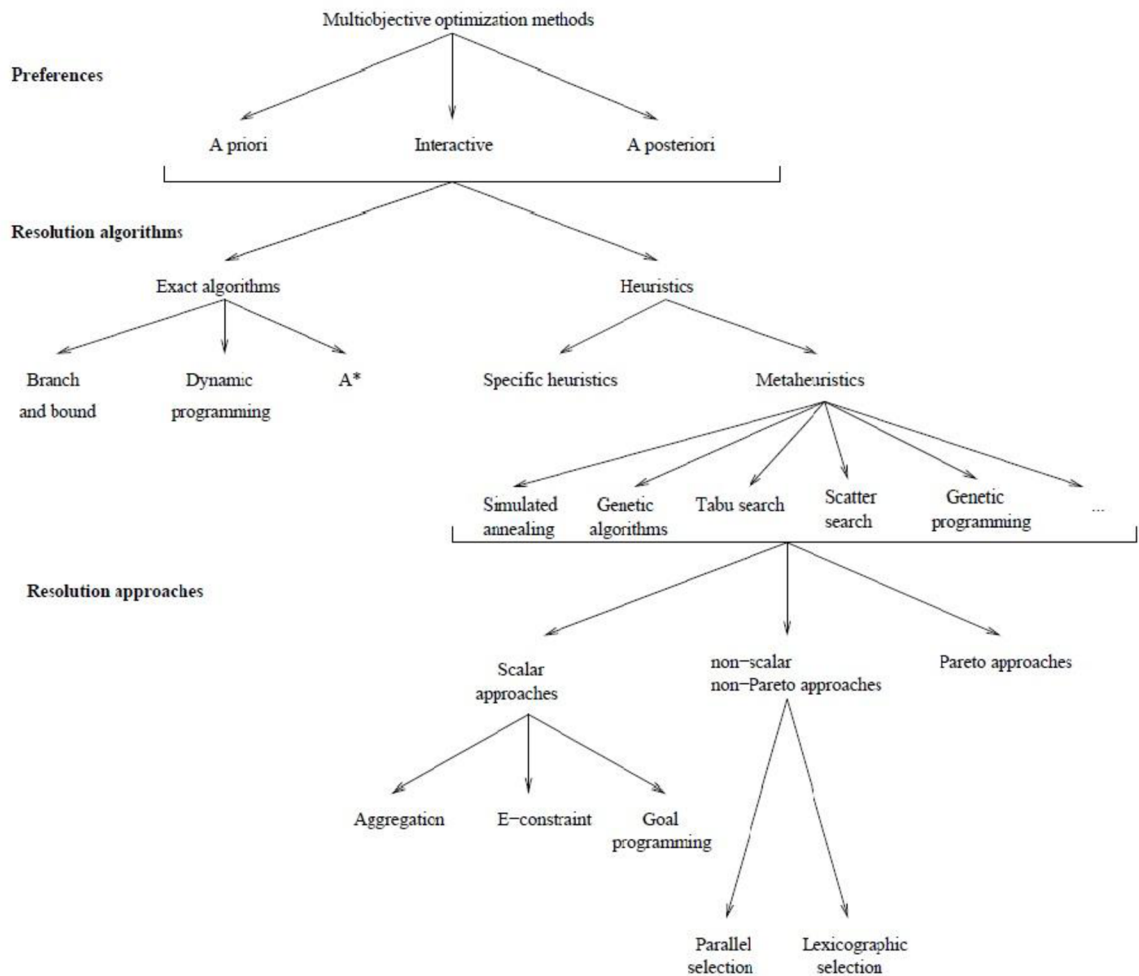 Multiobjective optimization methods
Preferences
A priori
Interactive
A posteriori
Resolution algorithms
Exact algorithms
Heuristics
Branch
and bound
Dynamic
programming
A*
Specific heuristics
Metaheuristics
Simulated
annealing
Genetic
algorithms
Tabu search
Scatter
search
Genetic
programming
...
Resolution approaches
Scalar
approaches
non-scalar
non-Pareto approaches
Pareto approaches
Aggregation
E-constraint
Goal
programming
Parallel
selection
Lexicographic
selection